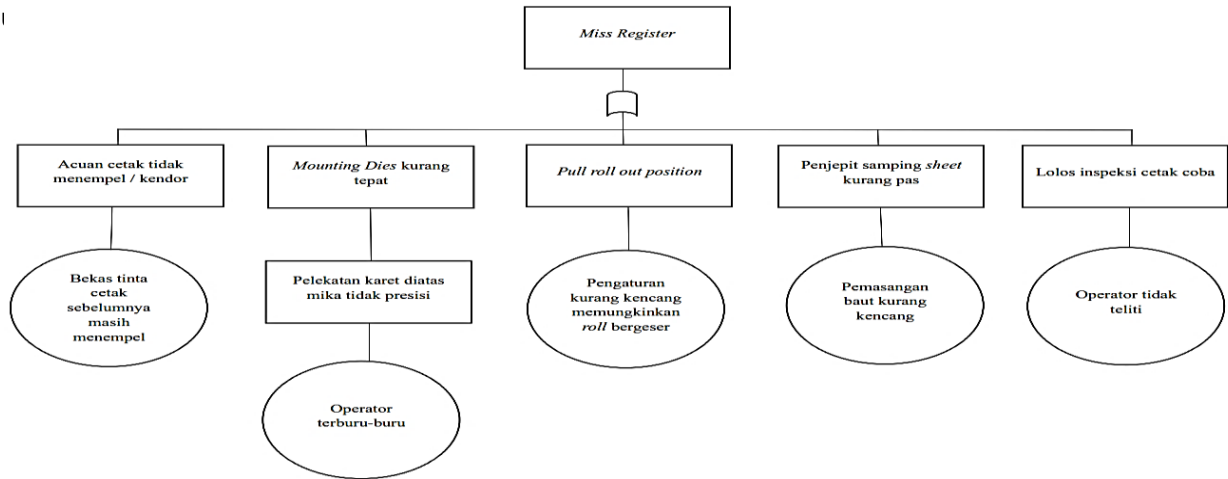 Miss Register
Acuan cetak tidak
menempel / kendor
Mounting Dies kurang
tepat
Pull roll out position
Penjepit samping sheet
kurang pas
Lolos inspeksi cetak coba
Bekas tinta
cetak
sebelumnya
masih
menempel
Pelekatan karet diatas
mika tidak presisi
Pengaturan
kurang kencang
memungkinkan
roll bergeser
Pemasangan
baut kurang
kencang
Operator tidak
teliti
Operator
terburu-buru